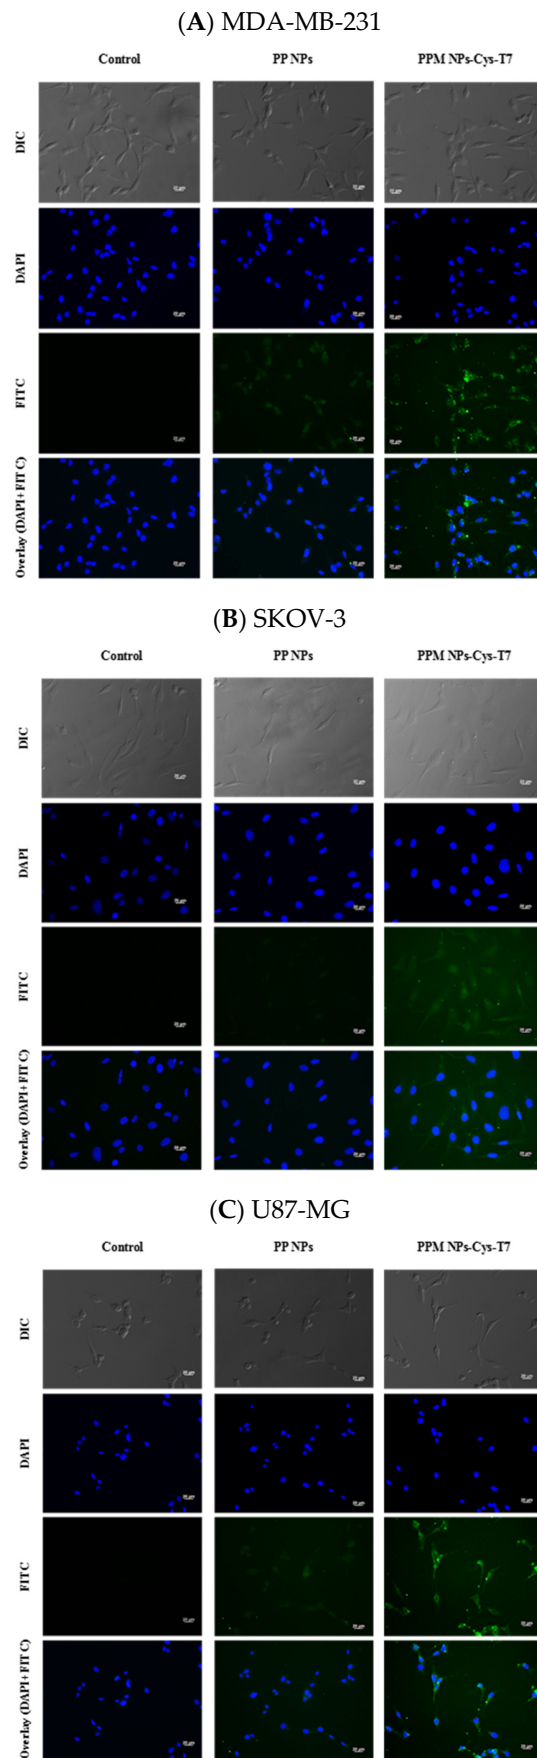 (A) MDA-MB-231
Control PP NPs PPM NPs-Cys-T7
DIC
DAPI
FITC
Overlay (DAPI+FITC)
(B) SKOV-3
Control PP NPs PPM NPs-Cys-T7
DIC
DAPI
FITC
Overlay (DAPI+FITC)
(C) U87-MG
Control PP NPs PPM NPs-Cys-T7
DIC
DAPI
FITC
Overlay (DAPI+FITC)